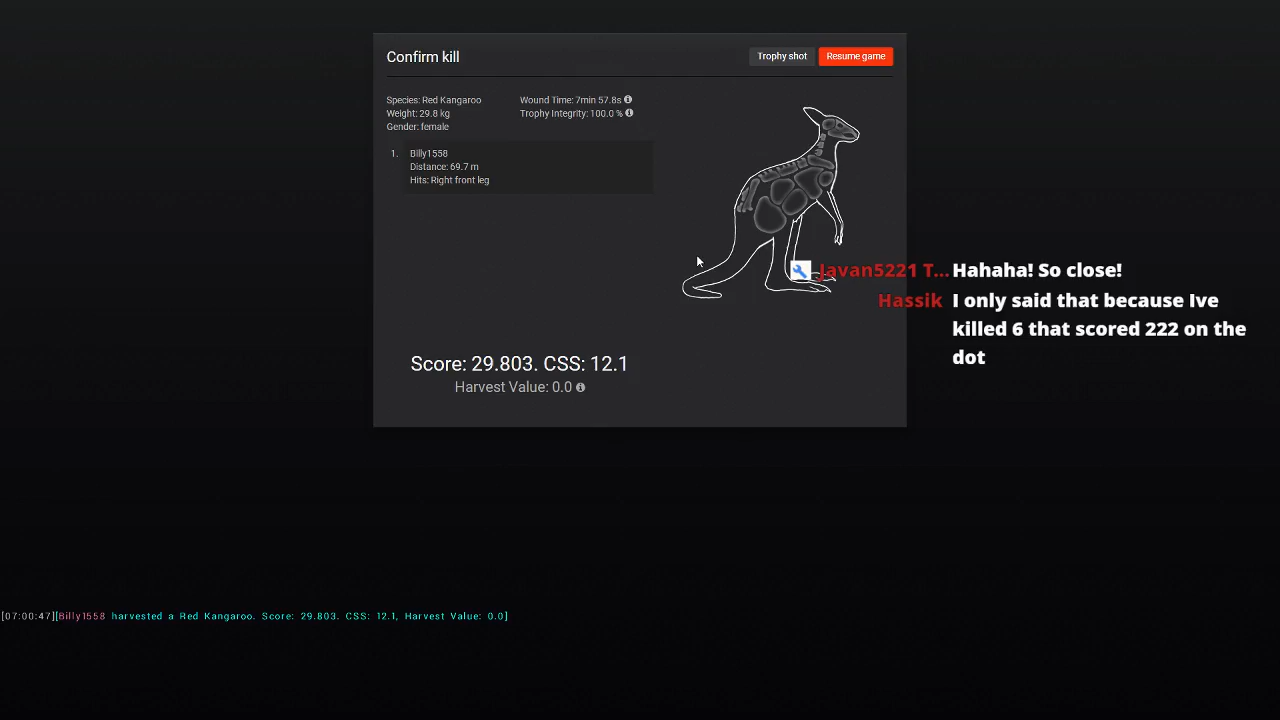 Confirm kill
Trophy shot
Resume game
Species: Red Kangaroo
Weight: 29.8 kg
Gender: female
Wound Time: 7min 57.8s
Trophy Integrity: 100.0 %
1. Billy1558
Distance: 69.7 m
Hits: Right front leg
Javan5221 T... Hahaha! So close!
Hassik I only said that because Ive
killed 6 that scored 222 on the
dot
Score: 29.803. CSS: 12.1
Harvest Value: 0.0
[07:00:47][Billy1558 harvested a Red Kangaroo. Score: 29.803. CSS: 12.1, Harvest Value: 0.0]